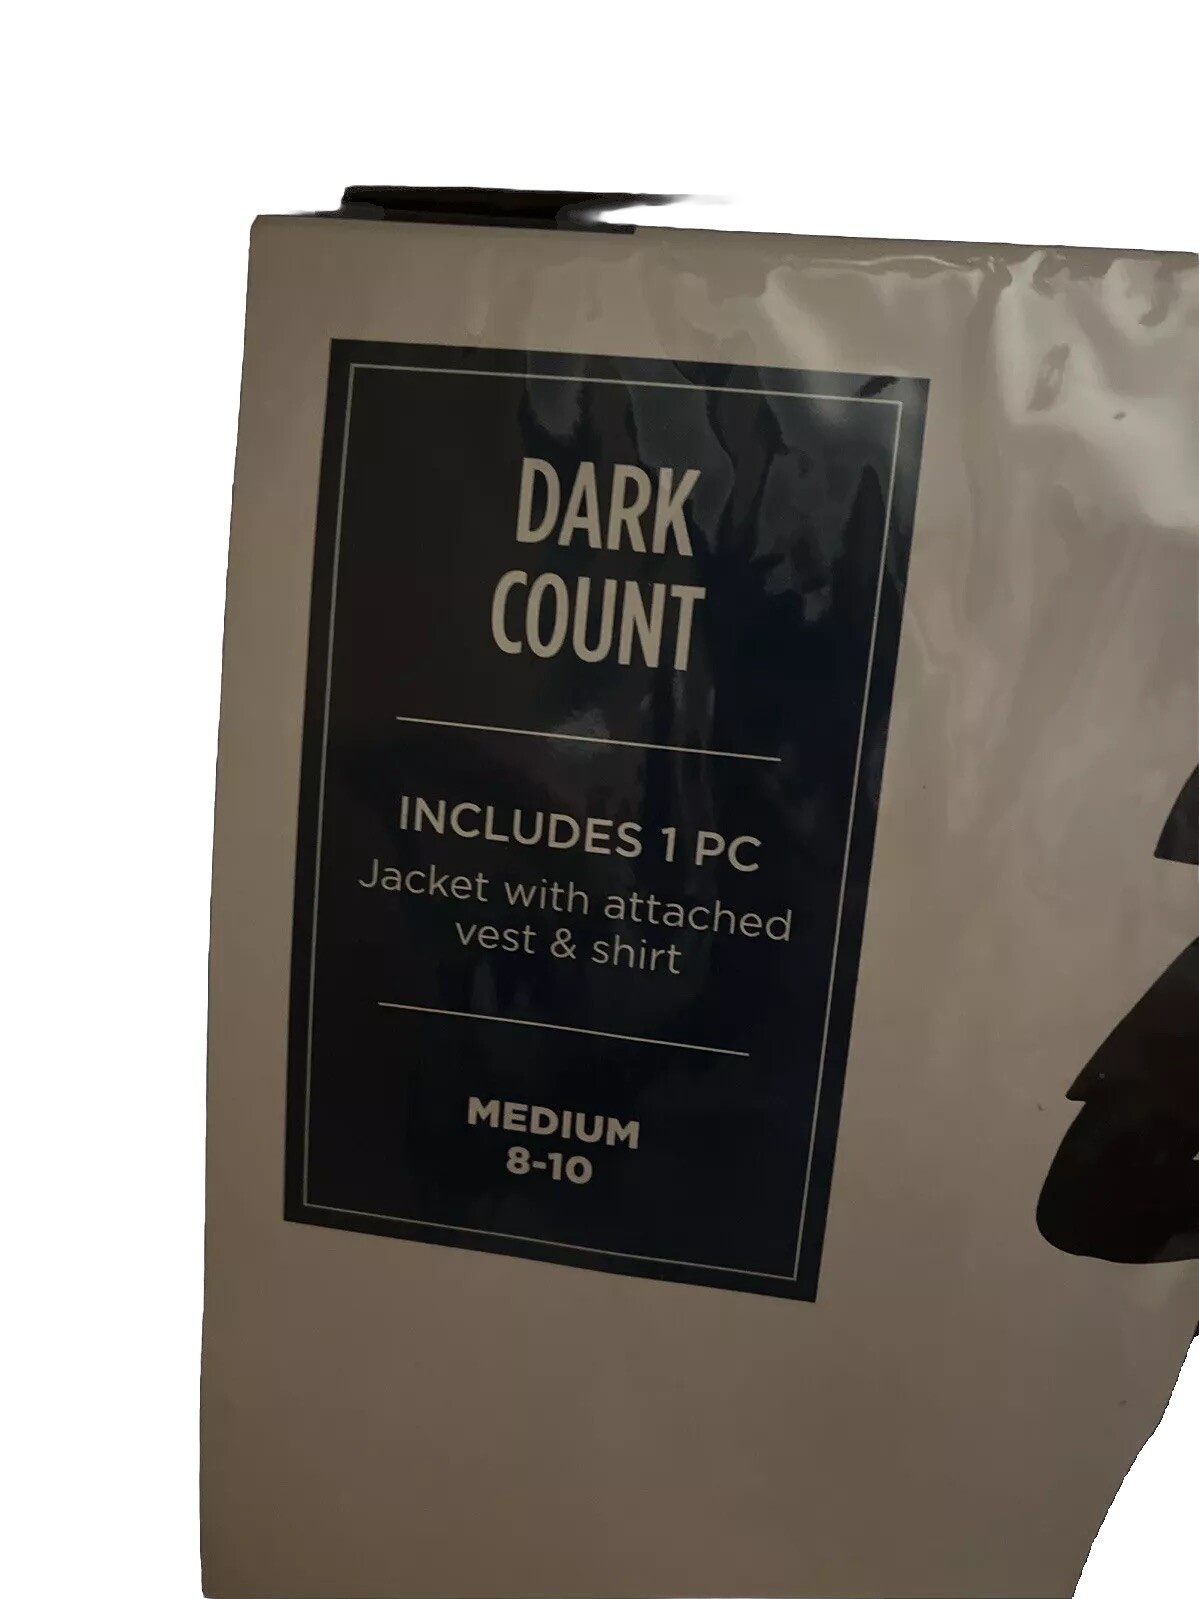 DARK
COUNT
INCLUDES 1 PC
Jacket with attached
vest & shirt
MEDIUM
8-10